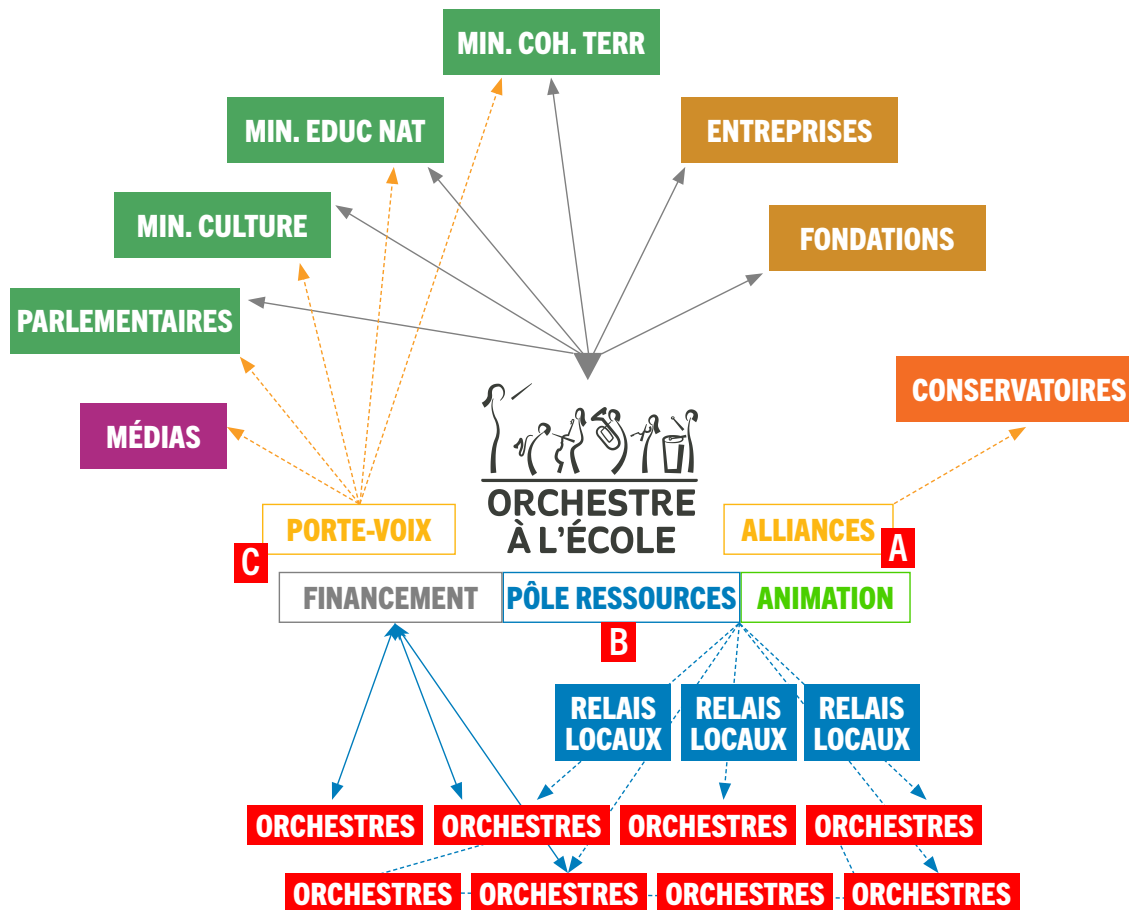 MIN. COH. TERR
MIN. EDUC NAT
ENTREPRISES
MIN. CULTURE
FONDATIONS
PARLEMENTAIRES
CONSERVATOIRES
MÉDIAS
ORCHESTRE
À L'ÉCOLE
PORTE-VOIX
C
ALLIANCES
A
FINANCEMENT
PÔLE RESSOURCES
ANIMATION
B
RELAIS
LOCAUX
RELAIS
LOCAUX
RELAIS
LOCAUX
ORCHESTRES
ORCHESTRES
ORCHESTRES
ORCHESTRES
ORCHESTRES
ORCHESTRES
ORCHESTRES
ORCHESTRES